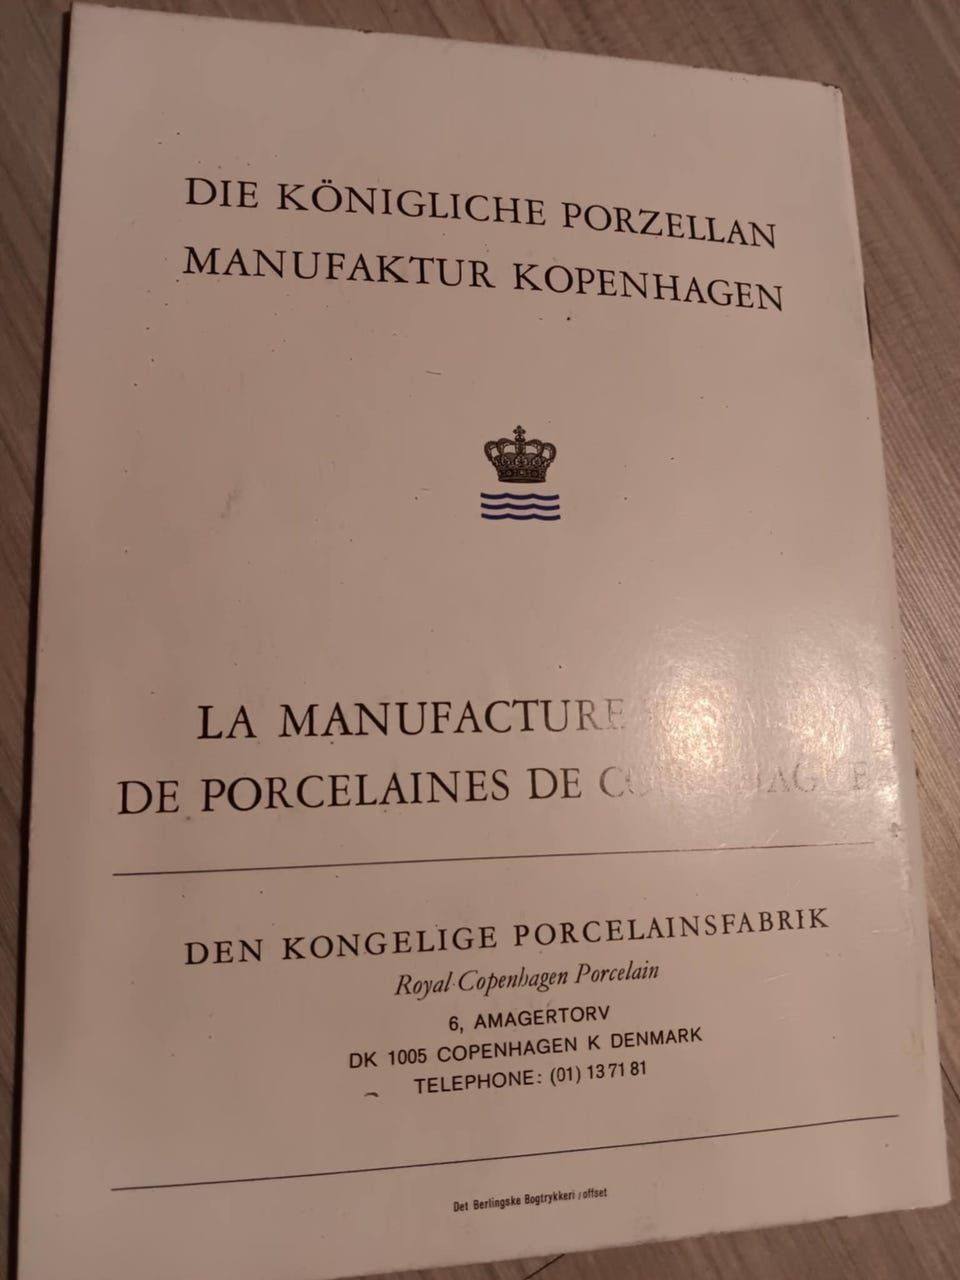 DIE KÖNIGLICHE PORZELLAN
MANUFAKTUR KOPENHAGEN
LA MANUFACTURE
DE PORCELAINES DE COPENHAGUE
DEN KONGELIGE PORCELAINSFABRIK
Royal Copenhagen Porcelain
6, AMAGERTORV
DK 1005 COPENHAGEN K DENMARK
TELEPHONE: (01) 13 71 81
Det Berlingske Bogtrykkeri / offset